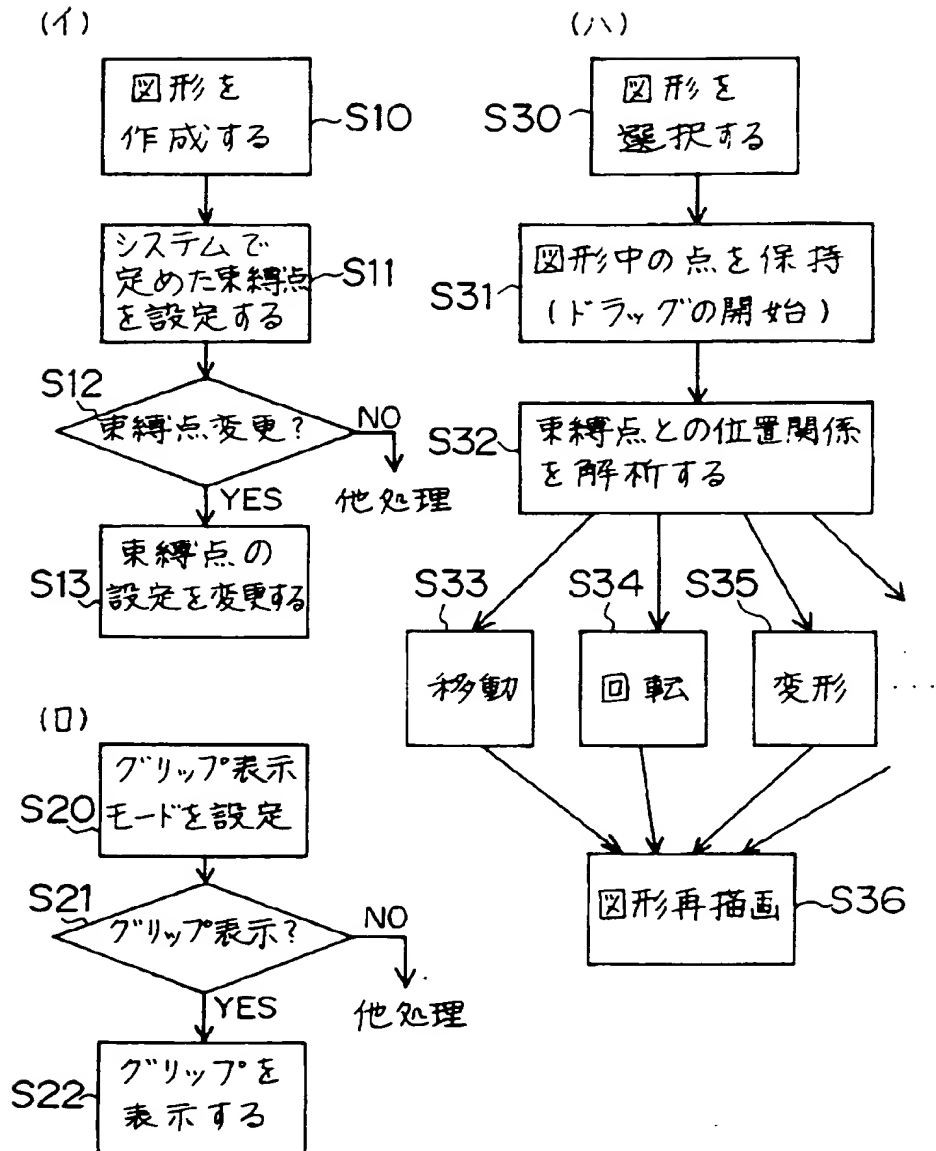 (イ)
図形を
作成する
S10
システムで
定めた束縛点
を設定する
S11
S12
束縛点変更?
NO
他処理
YES
束縛点の
設定を変更する
S13
(ロ)
グリップ表示
モードを設定
S20
S21
グリップ表示?
NO
他処理
YES
グリップを
表示する
S22
(ハ)
図形を
選択する
S30
図形中の点を保持
(ドラッグの開始)
S31
束縛点との位置関係
を解析する
S32
S33
移動
S34
回転
S35
変形
....
図形再描画
S36